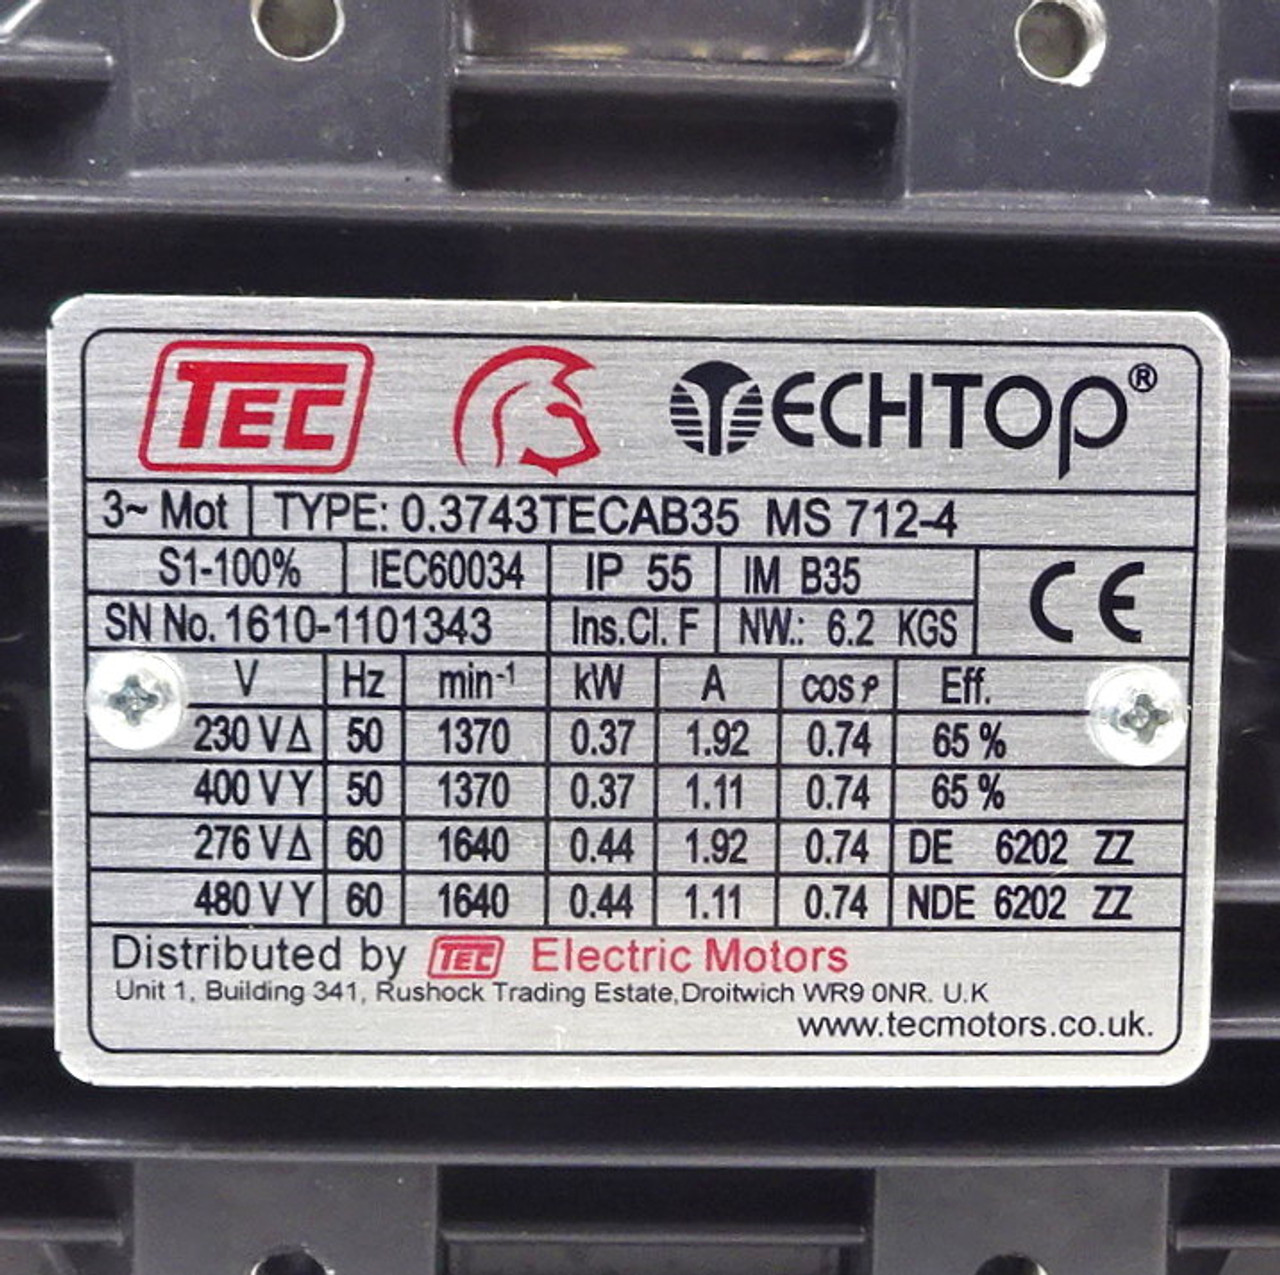 TEC TECHTOP®
3~ Mot TYPE: 0.3743TECAB35 MS 712-4
S1-100% IEC60034 IP 55 IM B35 CE
SN No. 1610-1101343 Ins.Cl. F NW.: 6.2 KGS
V Hz min-1 kW A cos ρ Eff.
230 V Δ 50 1370 0.37 1.92 0.74 65 %
400 V Y 50 1370 0.37 1.11 0.74 65 %
276 V Δ 60 1640 0.44 1.92 0.74 DE 6202 ZZ
480 V Y 60 1640 0.44 1.11 0.74 NDE 6202 ZZ
Distributed by TEC Electric Motors
Unit 1, Building 341, Rushock Trading Estate,Droitwich WR9 0NR. U.K
www.tecmotors.co.uk.